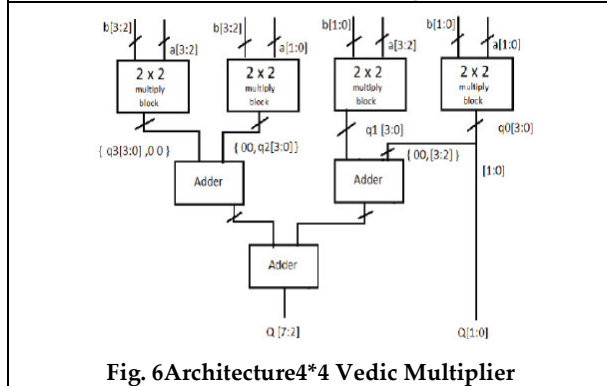 b[3:2] b[3:2] b[1:0] b[1:0]
a[3:2] a[1:0] a[3:2] a[1:0]
2 x 2 2 x 2 2 x 2 2 x 2
multiply multiply multiply multiply
block block block block
q1 [3:0] q0[3:0]
{ q3[3:0] ,0 0 } { 00, q2[3:0] } { 00, [3:2] }
[1:0]
Adder Adder
Adder
Q [7:2] Q[1:0]
Fig. 6Architecture4*4 Vedic Multiplier